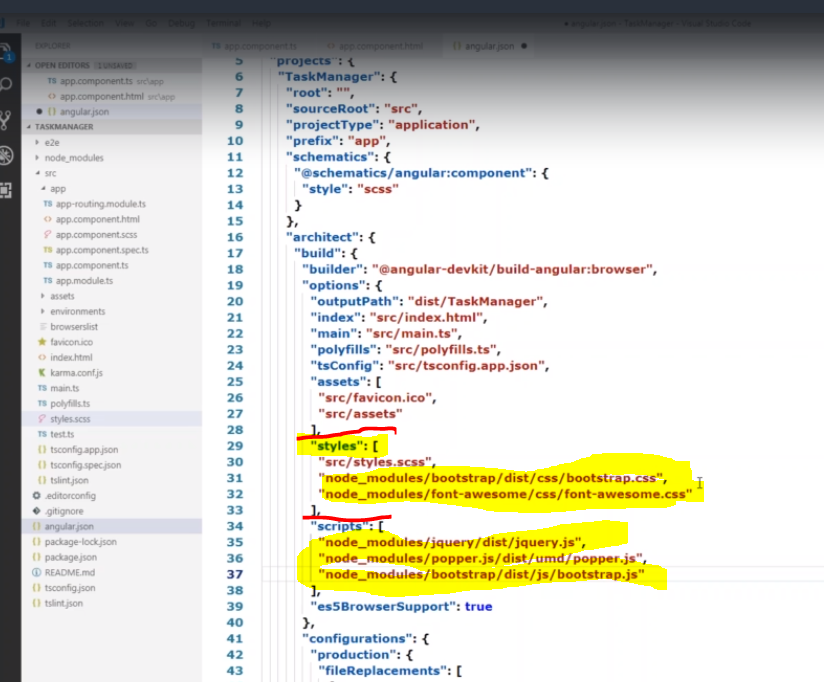 File Edit Selection View Go Debug Terminal Help
● angular.json - TaskManager - Visual Studio Code
EXPLORER
OPEN EDITORS 1 UNSAVED
TS app.component.ts src\app
<> app.component.html src\app
● {} angular.json
TASKMANAGER
e2e
node_modules
src
app
TS app-routing.module.ts
<> app.component.html
app.component.scss
TS app.component.spec.ts
TS app.component.ts
TS app.module.ts
assets
environments
browserslist
favicon.ico
<> index.html
karma.conf.js
TS main.ts
TS polyfills.ts
styles.scss
TS test.ts
{} tsconfig.app.json
{} tsconfig.spec.json
{} tslint.json
.editorconfig
.gitignore
{} angular.json
{} package-lock.json
{} package.json
README.md
{} tsconfig.json
{} tslint.json
TS app.component.ts <> app.component.html {} angular.json ●
5 "projects": {
6 "TaskManager": {
7 "root": "",
8 "sourceRoot": "src",
9 "projectType": "application",
10 "prefix": "app",
11 "schematics": {
12 "@schematics/angular:component": {
13 "style": "scss"
14 }
15 },
16 "architect": {
17 "build": {
18 "builder": "@angular-devkit/build-angular:browser",
19 "options": {
20 "outputPath": "dist/TaskManager",
21 "index": "src/index.html",
22 "main": "src/main.ts",
23 "polyfills": "src/polyfills.ts",
24 "tsConfig": "src/tsconfig.app.json",
25 "assets": [
26 "src/favicon.ico",
27 "src/assets"
28 ],
29 "styles": [
30 "src/styles.scss",
31 "node_modules/bootstrap/dist/css/bootstrap.css",
32 "node_modules/font-awesome/css/font-awesome.css"
33 ],
34 "scripts": [
35 "node_modules/jquery/dist/jquery.js",
36 "node_modules/popper.js/dist/umd/popper.js",
37 "node_modules/bootstrap/dist/js/bootstrap.js"
38 ],
39 "es5BrowserSupport": true
40 },
41 "configurations": {
42 "production": {
43 "fileReplacements": [